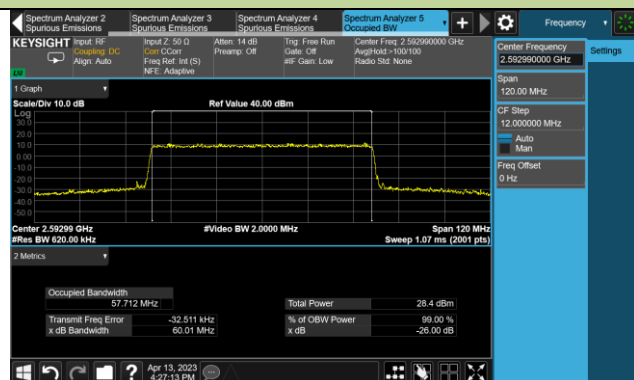 Spectrum Analyzer 2
Spurious Emissions
Spectrum Analyzer 3
Spurious Emissions
Spectrum Analyzer 4
Spurious Emissions
Spectrum Analyzer 5
Occupied BW
Frequency
KEYSIGHT
Input: RF
Coupling: DC
Align: Auto
Input Z: 50 Ω
Corr CCorr
Freq Ref: Int (S)
NFE: Adaptive
Atten: 14 dB
Preamp: Off
Trig: Free Run
Gate: Off
#IF Gain: Low
Center Freq: 2.592990000 GHz
Avg|Hold:>100/100
Radio Std: None
LXI
Center Frequency
2.592990000 GHz
Settings
Span
120.00 MHz
CF Step
12.000000 MHz
Auto
Man
Freq Offset
0 Hz
1 Graph
Scale/Div 10.0 dB
Ref Value 40.00 dBm
Log
30.0
20.0
10.0
0.00
-10.0
-20.0
-30.0
-40.0
-50.0
Center 2.59299 GHz
#Video BW 2.0000 MHz
Span 120 MHz
#Res BW 620.00 kHz
Sweep 1.07 ms (2001 pts)
2 Metrics
Occupied Bandwidth
57.712 MHz
Total Power 28.4 dBm
Transmit Freq Error -32.511 kHz
% of OBW Power 99.00 %
x dB Bandwidth 60.01 MHz
x dB -26.00 dB
Apr 13, 2023
4:27:13 PM